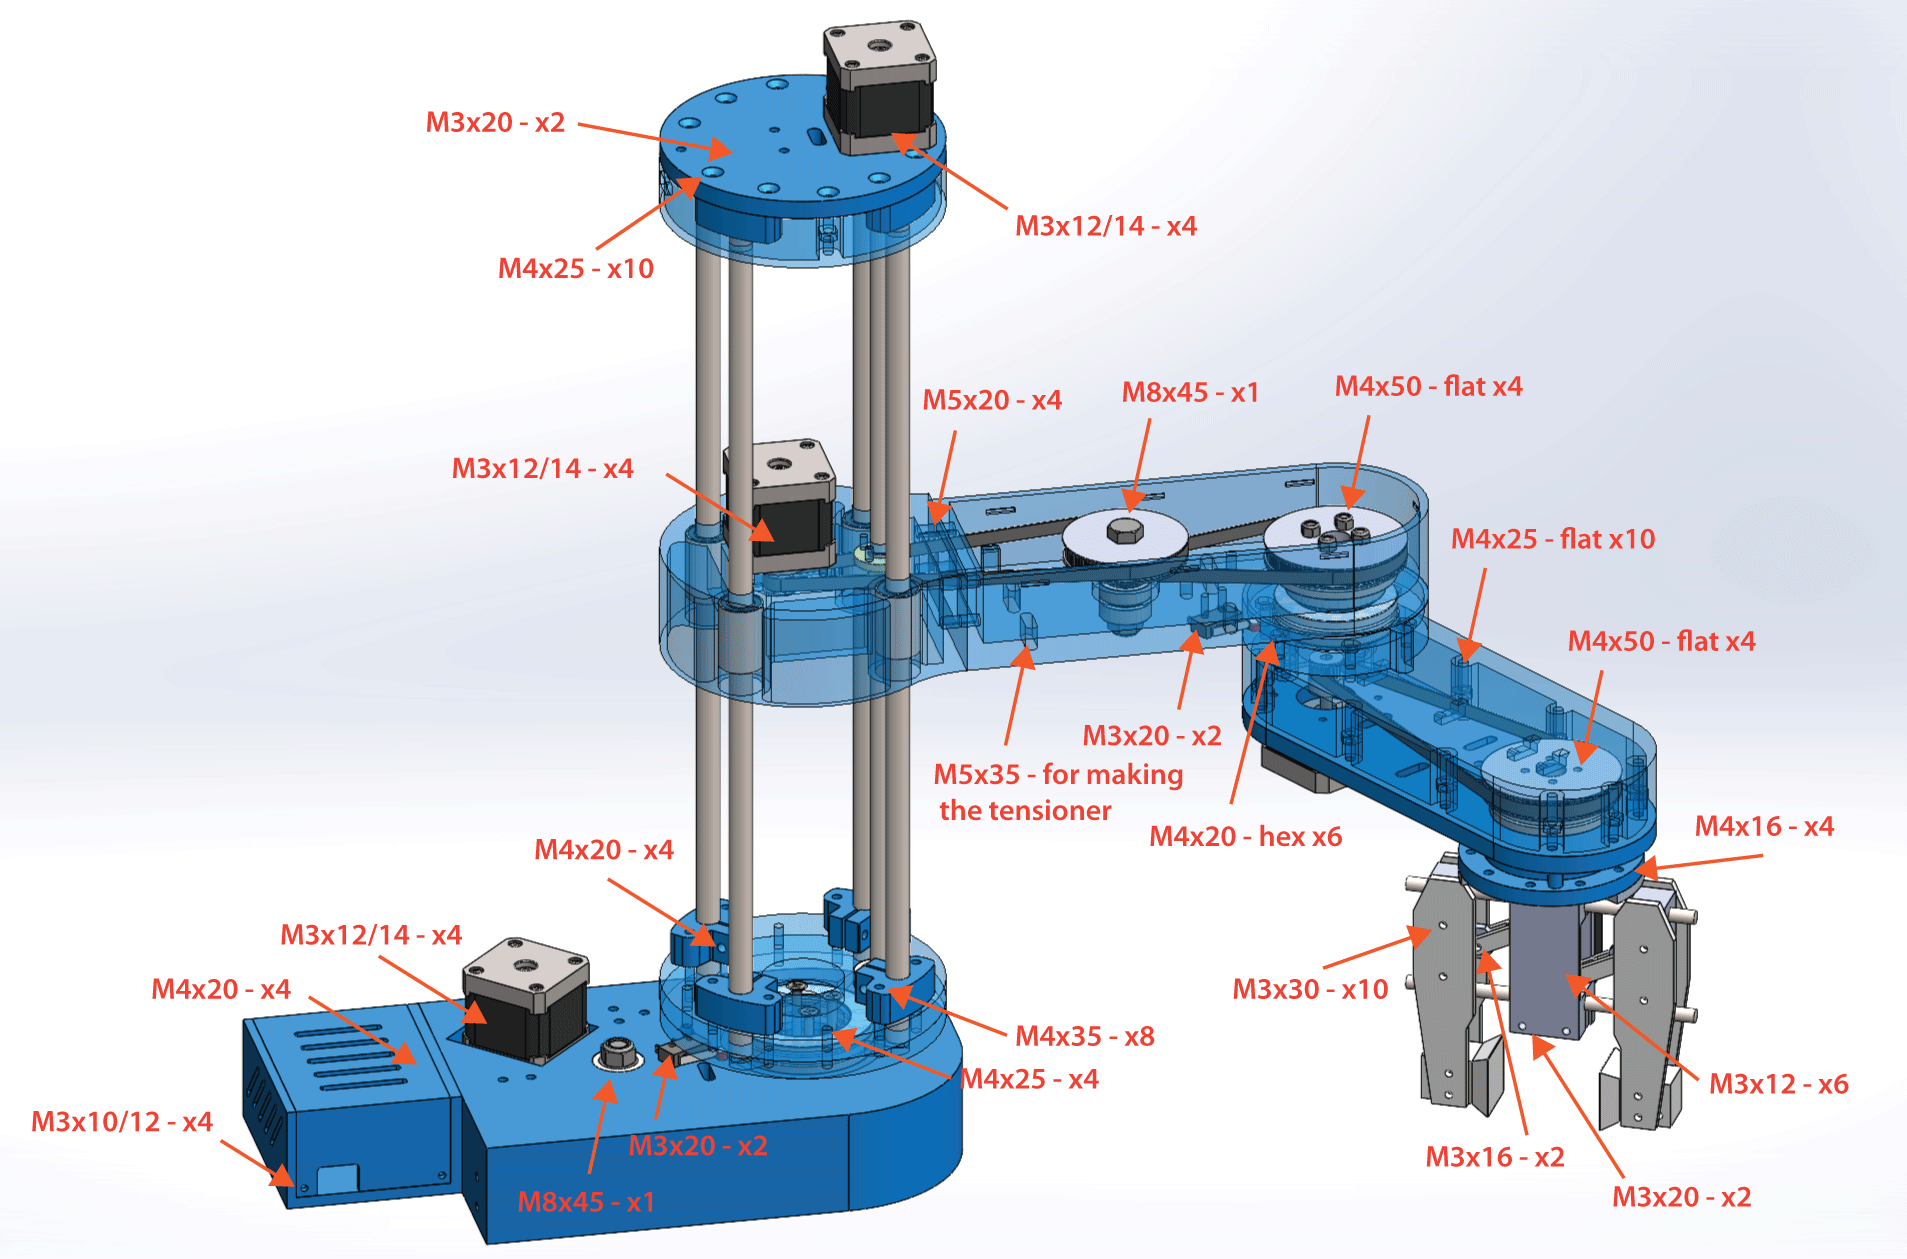 M3x20 - x2
M3x12/14 - x4
M4x25 - x10
M5x20 - x4
M8x45 - x1
M4x50 - flat x4
M3x12/14 - x4
M4x25 - flat x10
M4x50 - flat x4
M3x20 - x2
M5x35 - for making
the tensioner
M4x20 - hex x6
M4x16 - x4
M4x20 - x4
M3x12/14 - x4
M4x20 - x4
M3x30 - x10
M4x35 - x8
M4x25 - x4
M3x12 - x6
M3x10/12 - x4
M3x20 - x2
M3x16 - x2
M8x45 - x1
M3x20 - x2